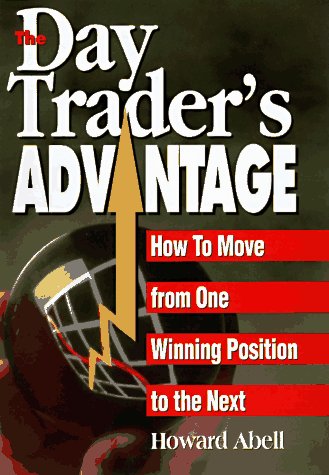 The
Day
Trader's
ADVANTAGE
How To Move
from One
Winning Position
to the Next
Howard Abell